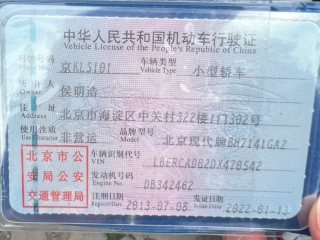 中华人民共和国机动车行驶证
Vehicle License of the People's Republic of China
号牌号码 京KLS101 车辆类型 Vehicle Type 小型轿车
所有人 Owner 侯明浩
住址 Address 北京市海淀区中关村322楼1门302号
使用性质 非营运 品牌型号 Model 北京现代牌BH7141GAZ
北京市公安局公安交通管理局
车辆识别代号 VIN
发动机号码 Engine No. DB342462
注册日期 Register Date 2013-07-08 发证日期 Issue Date 2022-01-13